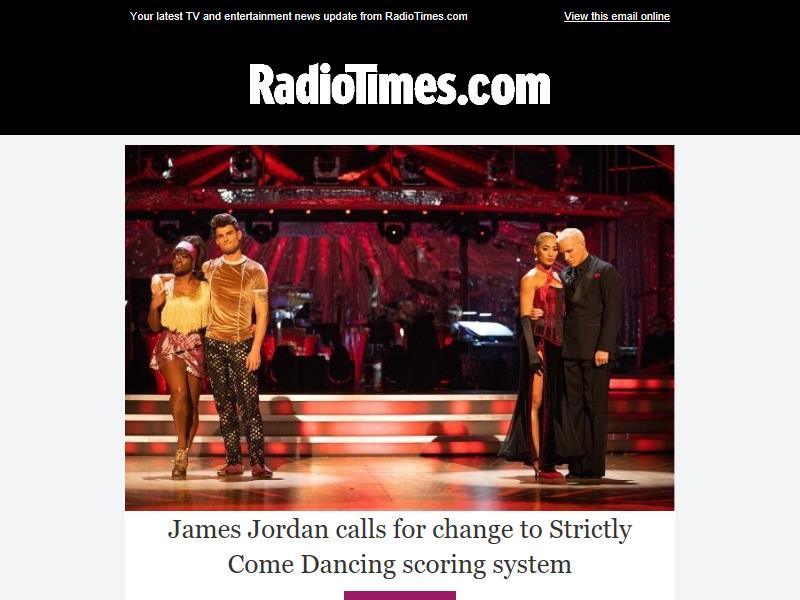 Your latest TV and entertainment news update from RadioTimes.com
View this email online
RadioTimes.com
James Jordan calls for change to Strictly
Come Dancing scoring system